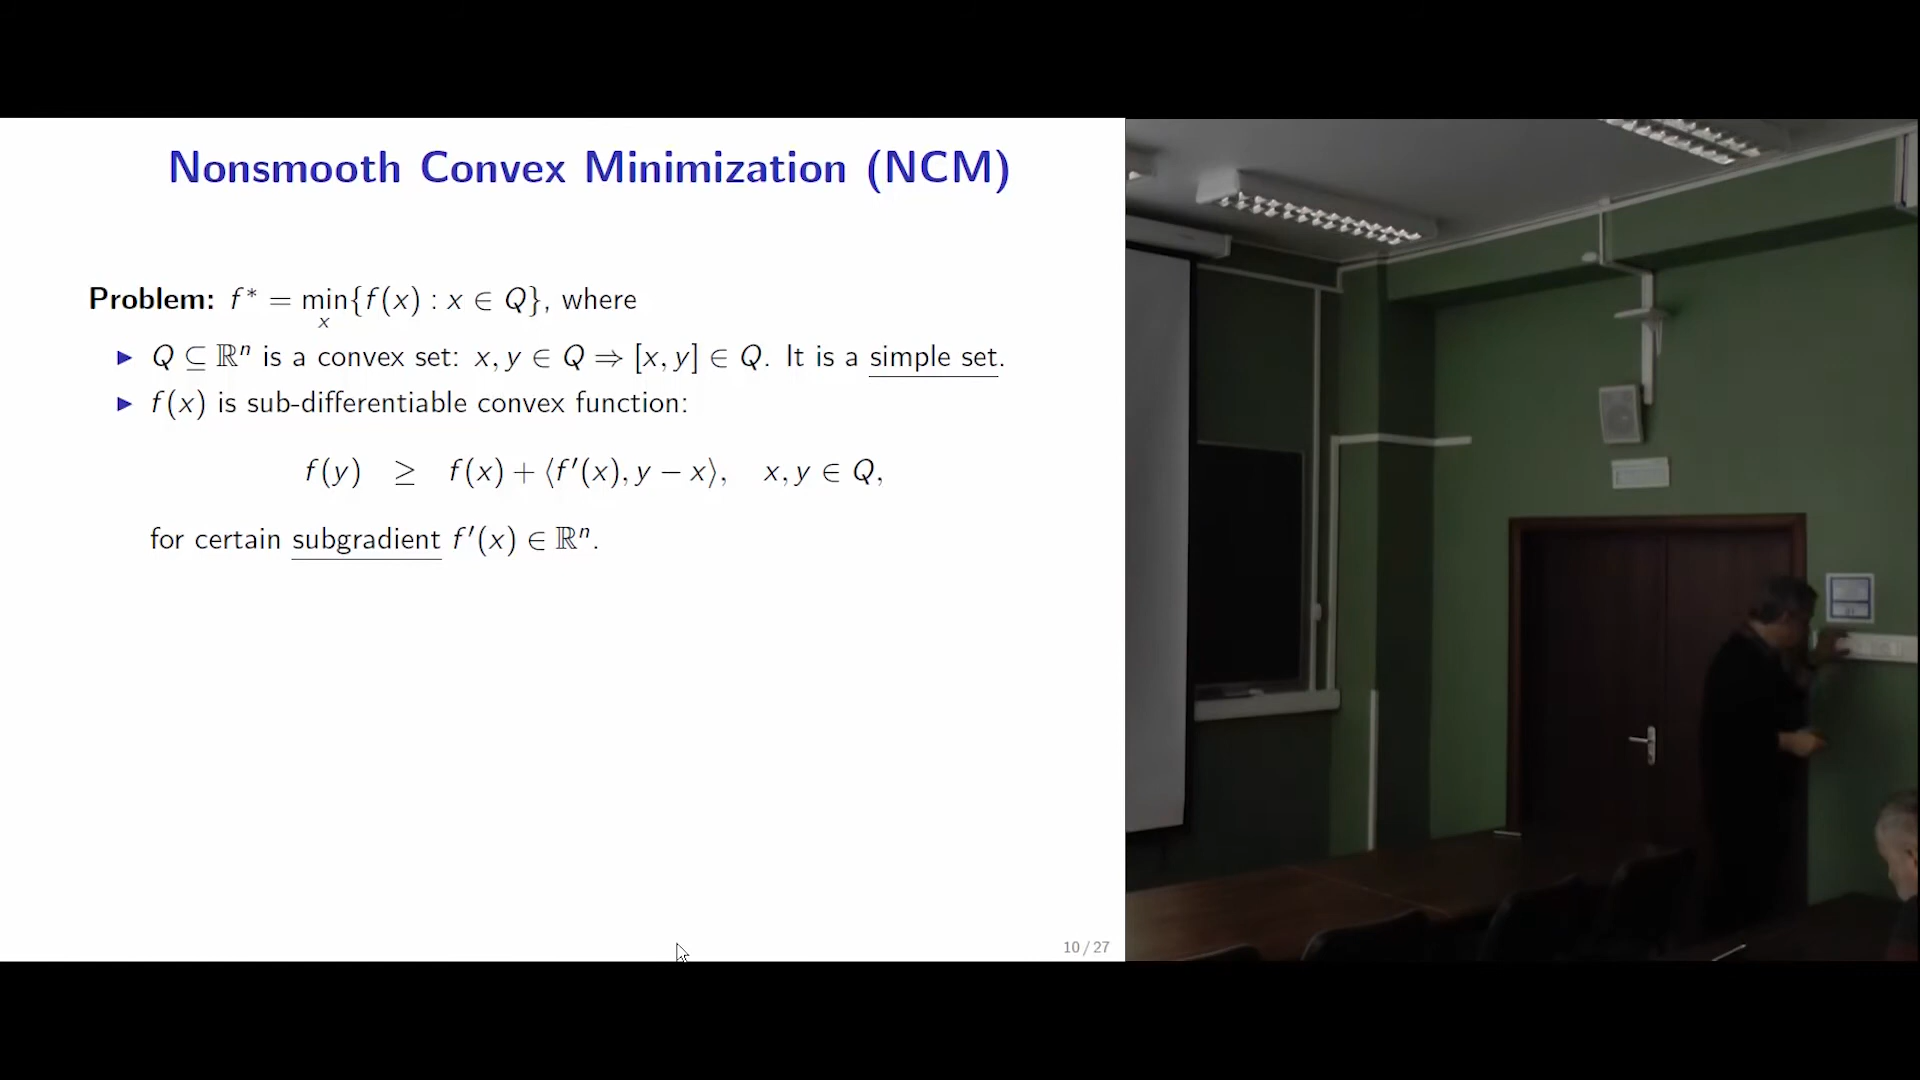 Nonsmooth Convex Minimization (NCM)
Problem: f* = min_x{f(x) : x ∈ Q}, where
▶ Q ⊆ ℝⁿ is a convex set: x, y ∈ Q ⇒ [x, y] ∈ Q. It is a simple set.
▶ f(x) is sub-differentiable convex function:
f(y) ≥ f(x) + ⟨f′(x), y − x⟩, x, y ∈ Q,
for certain subgradient f′(x) ∈ ℝⁿ.
10 / 27